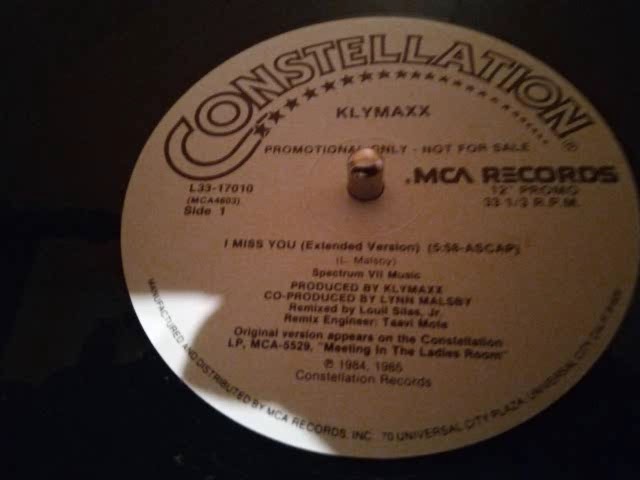 CONSTELLATION ®
KLYMAXX
PROMOTIONAL ONLY - NOT FOR SALE
L33-17010
(MCA4603)
Side 1
.MCA RECORDS
12" PROMO
33 1/3 R.P.M.
I MISS YOU (Extended Version) (5:58-ASCAP)
(L. Malsby)
Spectrum VII Music
PRODUCED BY KLYMAXX
CO-PRODUCED BY LYNN MALSBY
Remixed by Louil Silas, Jr.
Remix Engineer: Taavi Mote
Original version appears on the Constellation
LP, MCA-5529, "Meeting In The Ladies Room"
℗ 1984, 1985
Constellation Records
MANUFACTURED AND DISTRIBUTED BY MCA RECORDS, INC. 70 UNIVERSAL CITY PLAZA, UNIVERSAL CITY, CALIFORNIA